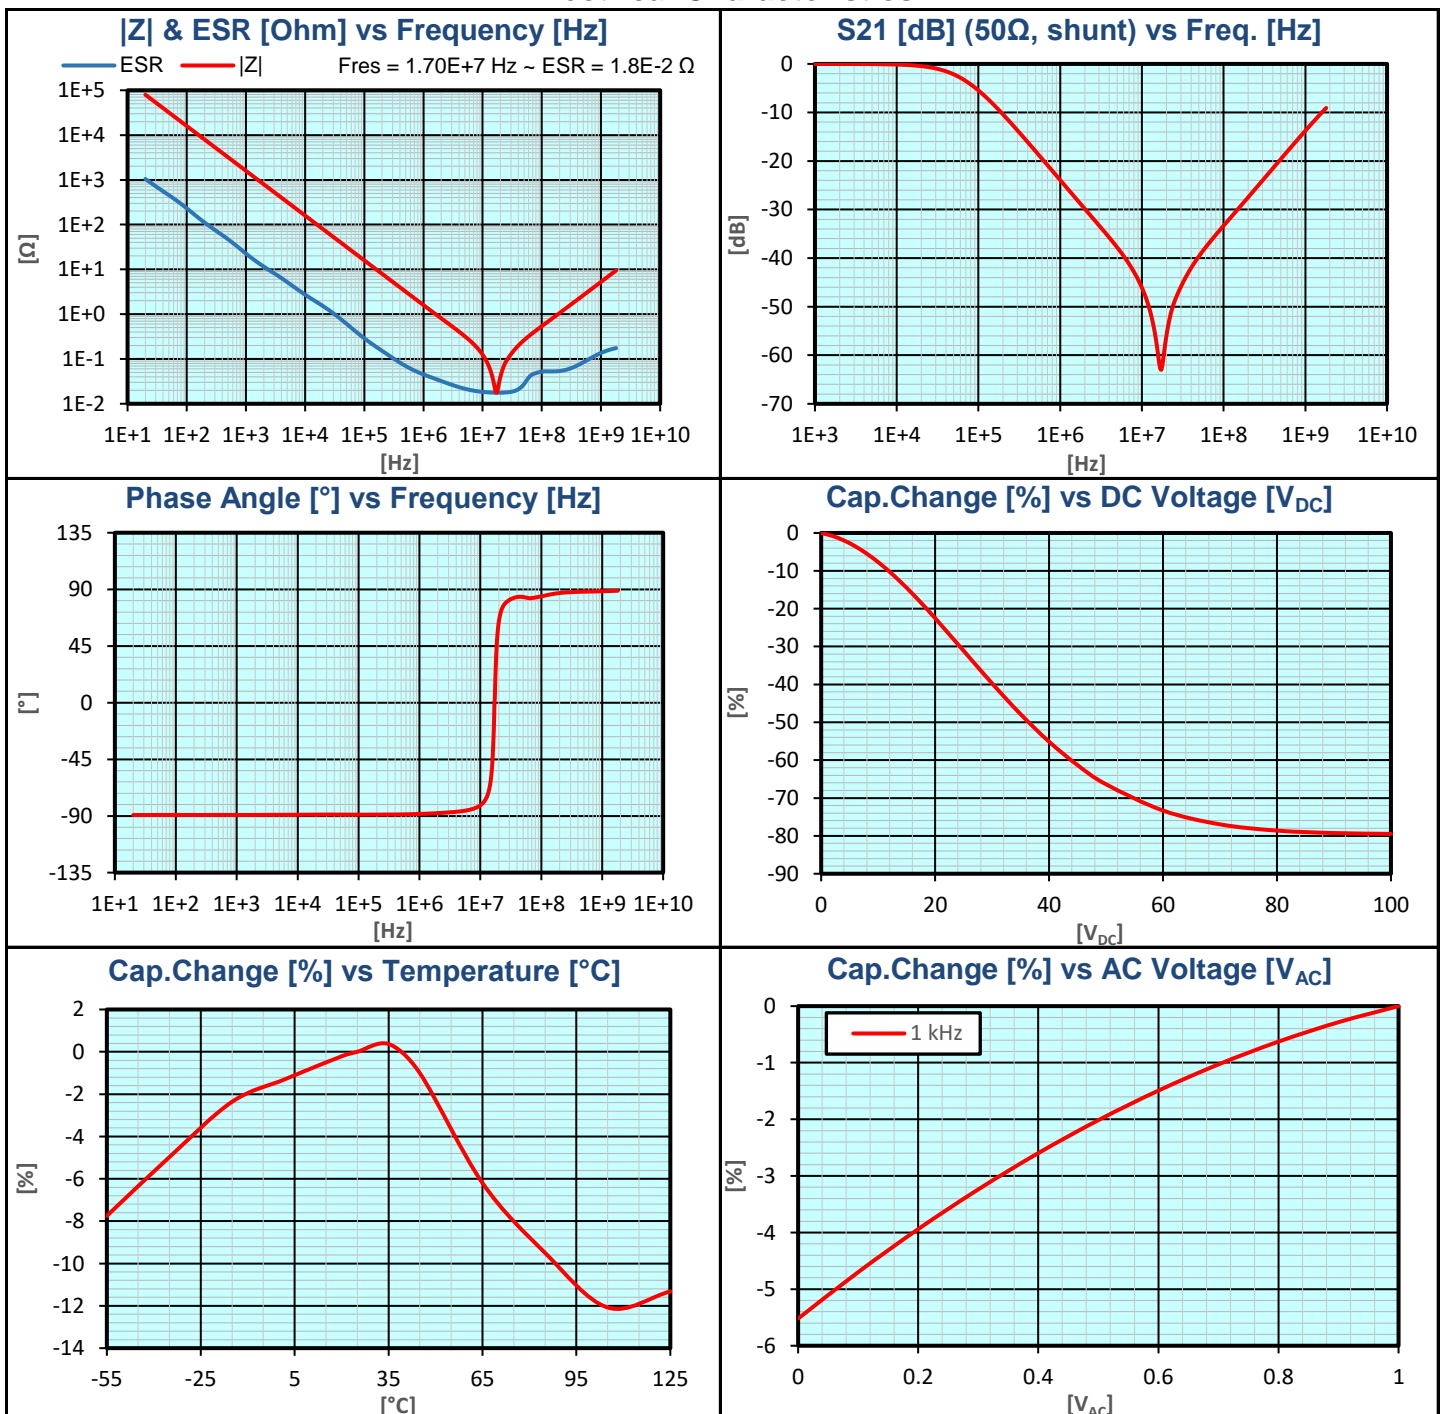 |Z| & ESR [Ohm] vs Frequency [Hz]
ESR |Z| Fres = 1.70E+7 Hz ~ ESR = 1.8E-2 Ω
1E+5
1E+4
1E+3
1E+2
1E+1
1E+0
1E-1
1E-2
[Ω]
1E+1 1E+2 1E+3 1E+4 1E+5 1E+6 1E+7 1E+8 1E+9 1E+10
[Hz]
S21 [dB] (50Ω, shunt) vs Freq. [Hz]
0
-10
-20
-30
-40
-50
-60
-70
[dB]
1E+3 1E+4 1E+5 1E+6 1E+7 1E+8 1E+9 1E+10
[Hz]
Phase Angle [°] vs Frequency [Hz]
135
90
45
0
-45
-90
-135
[°]
1E+1 1E+2 1E+3 1E+4 1E+5 1E+6 1E+7 1E+8 1E+9 1E+10
[Hz]
Cap.Change [%] vs DC Voltage [VDC]
0
-10
-20
-30
-40
-50
-60
-70
-80
-90
[%]
0 20 40 60 80 100
[VDC]
Cap.Change [%] vs Temperature [°C]
2
0
-2
-4
-6
-8
-10
-12
-14
[%]
-55 -25 5 35 65 95 125
[°C]
Cap.Change [%] vs AC Voltage [VAC]
1 kHz
0
-1
-2
-3
-4
-5
-6
[%]
0 0.2 0.4 0.6 0.8 1
[VAC]